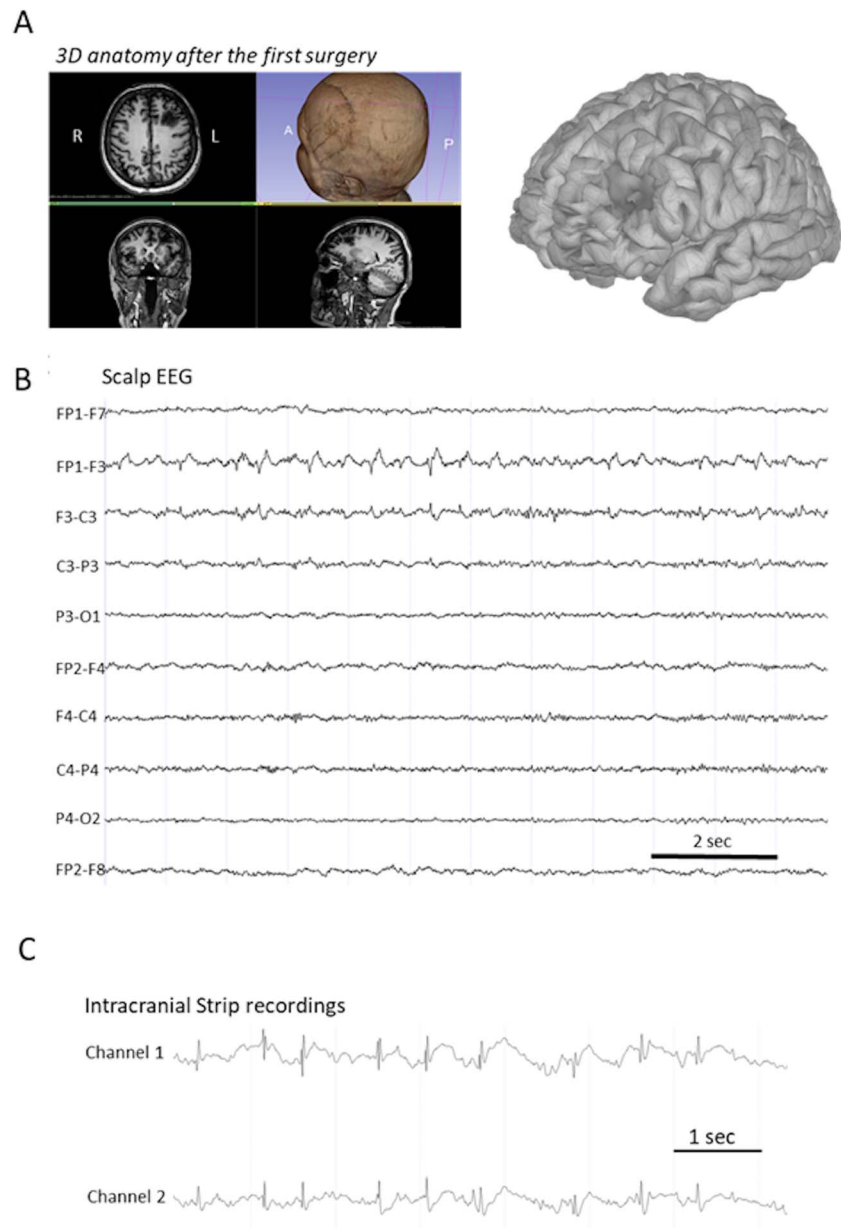 A
3D anatomy after the first surgery
R
L
A
P
B
Scalp EEG
FP1-F7
FP1-F3
F3-C3
C3-P3
P3-O1
FP2-F4
F4-C4
C4-P4
P4-O2
2 sec
FP2-F8
C
Intracranial Strip recordings
Channel 1
1 sec
Channel 2